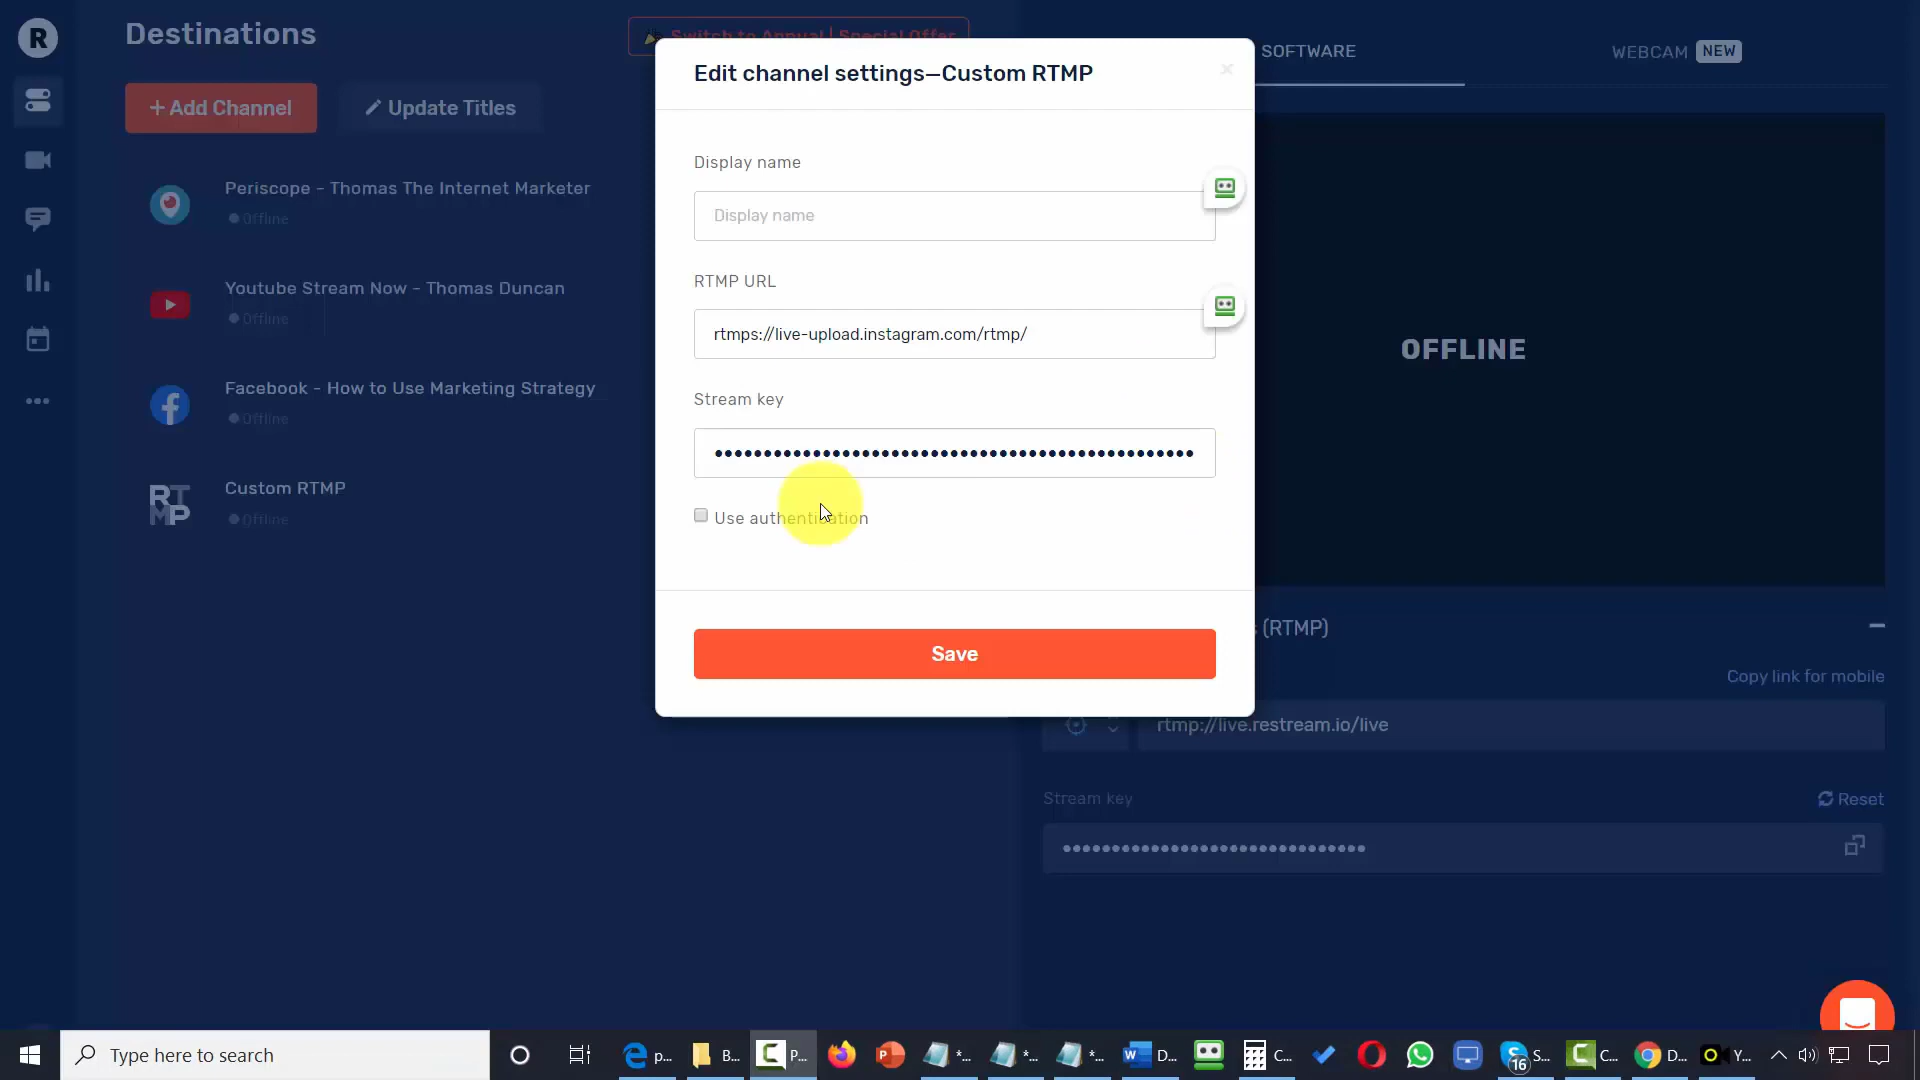 R
Destinations
Switch to Annual | Special Offer
+ Add Channel
Update Titles
Periscope - Thomas The Internet Marketer
Offline
Youtube Stream Now - Thomas Duncan
Offline
Facebook - How to Use Marketing Strategy
Offline
RTMP
Custom RTMP
Offline
Edit channel settings—Custom RTMP
×
Display name
Display name
RTMP URL
rtmps://live-upload.instagram.com/rtmp/
Stream key
••••••••••••••••••••••••••••••••••••••••••••••••
Use authentication
Save
SOFTWARE
WEBCAM NEW
OFFLINE
(RTMP)
Copy link for mobile
rtmp://live.restream.io/live
Stream key
Reset
•••••••••••••••••••••••••••••••
Type here to search
p...
B...
P...
*...
*...
*...
D...
C...
16
S...
C...
D...
Y...